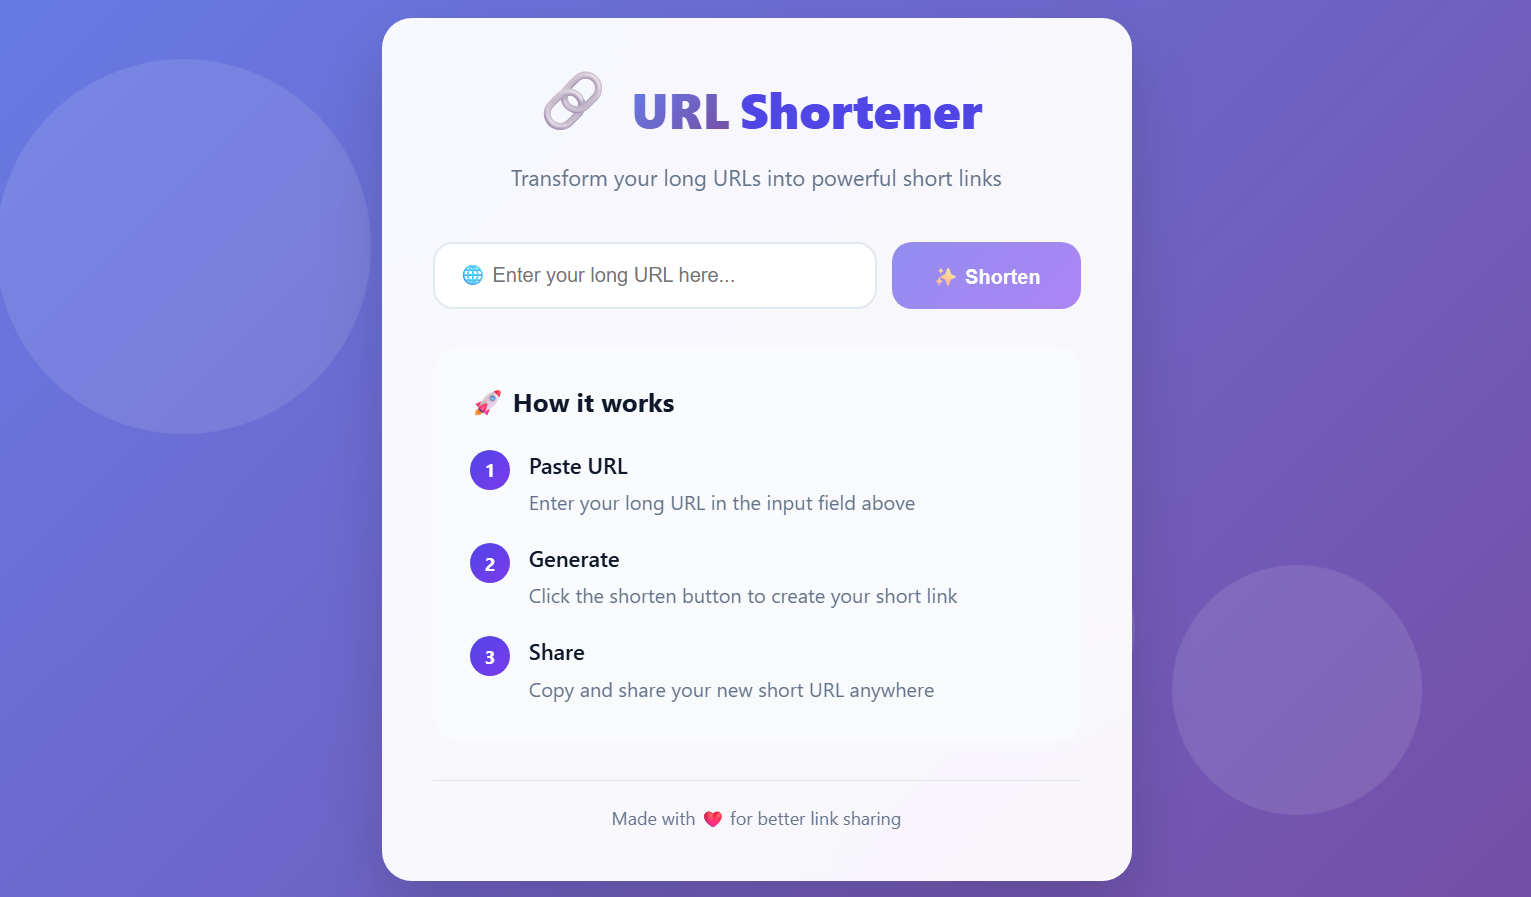 🔗 URL Shortener
Transform your long URLs into powerful short links
🌐 Enter your long URL here...
✨ Shorten
🚀 How it works
1 Paste URL
Enter your long URL in the input field above
2 Generate
Click the shorten button to create your short link
3 Share
Copy and share your new short URL anywhere
Made with ❤️ for better link sharing